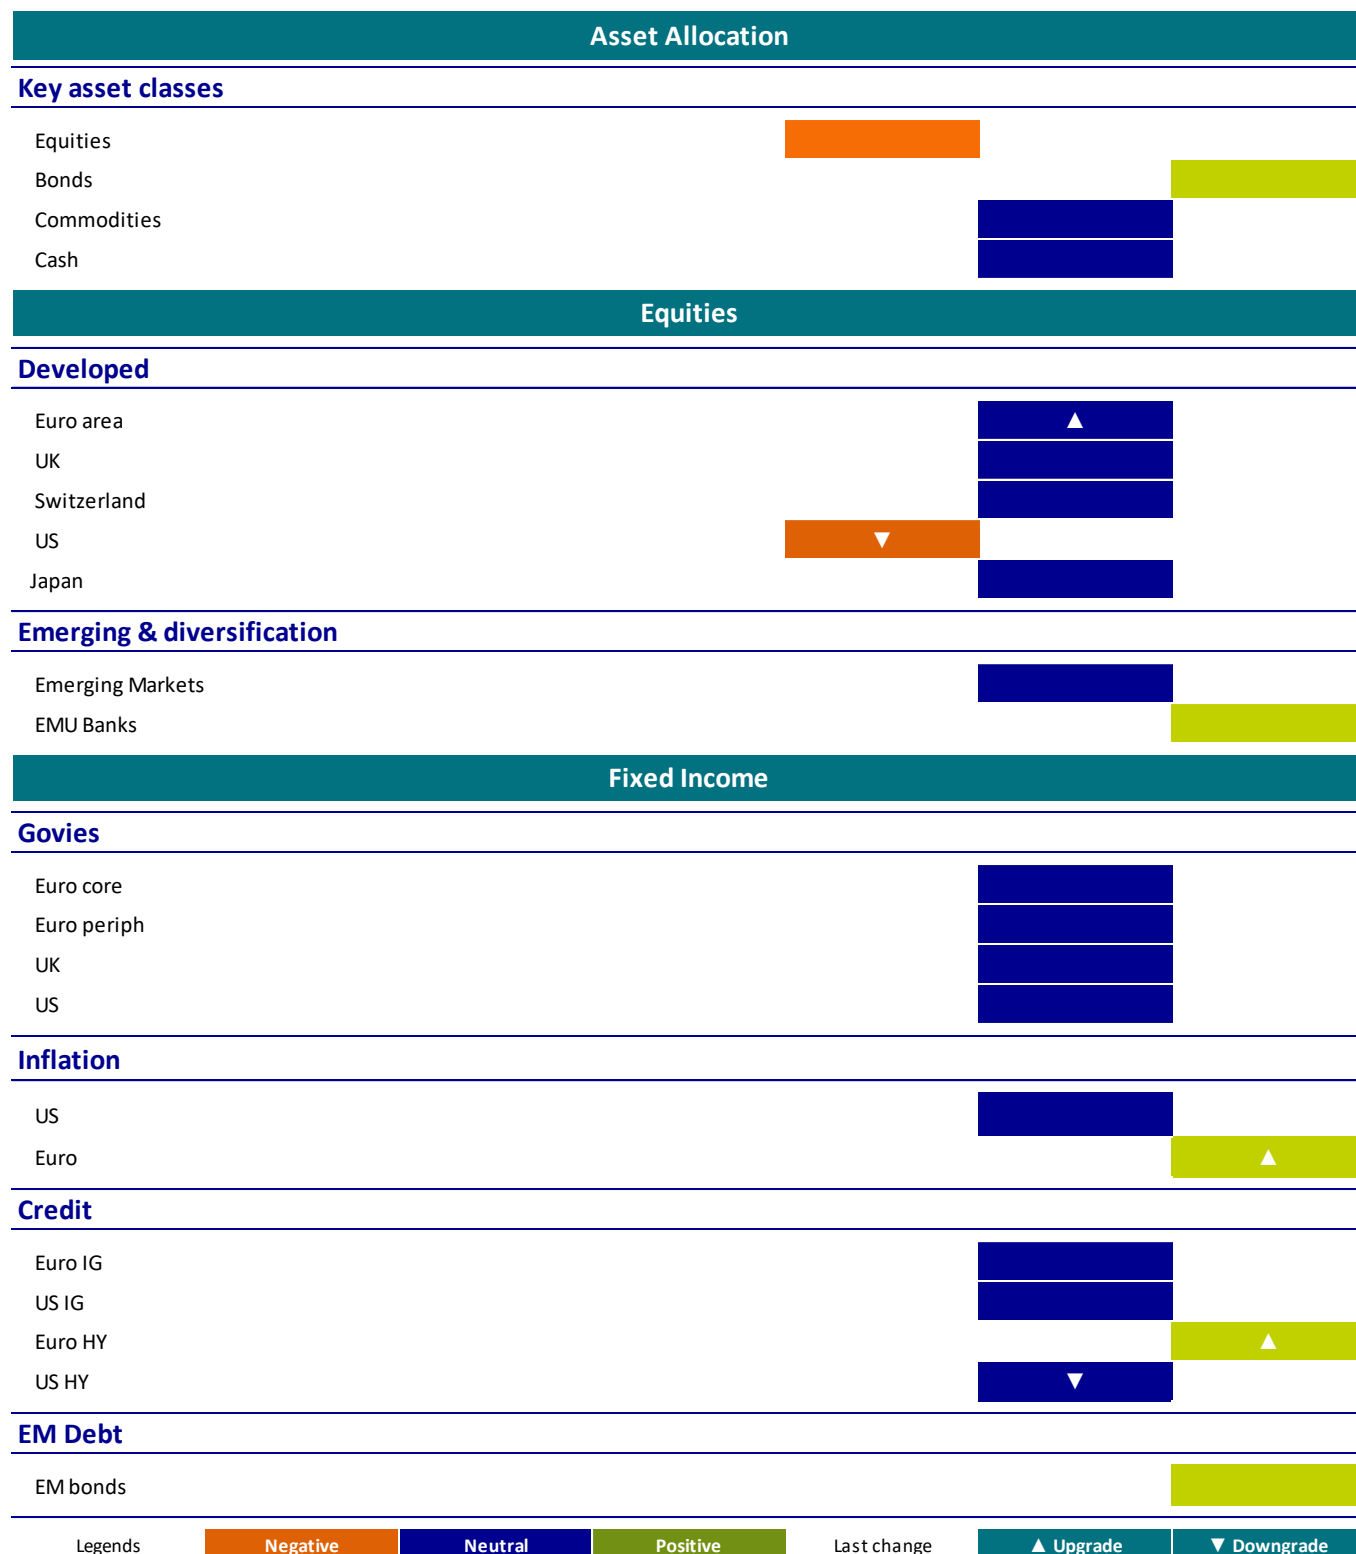 Asset Allocation
Key asset classes
Equities
Bonds
Commodities
Cash
Equities
Developed
Euro area ▲
UK
Switzerland
US ▼
Japan
Emerging & diversification
Emerging Markets
EMU Banks
Fixed Income
Govies
Euro core
Euro periph
UK
US
Inflation
US
Euro ▲
Credit
Euro IG
US IG
Euro HY ▲
US HY ▼
EM Debt
EM bonds
Legends Negative Neutral Positive Last change ▲ Upgrade ▼ Downgrade